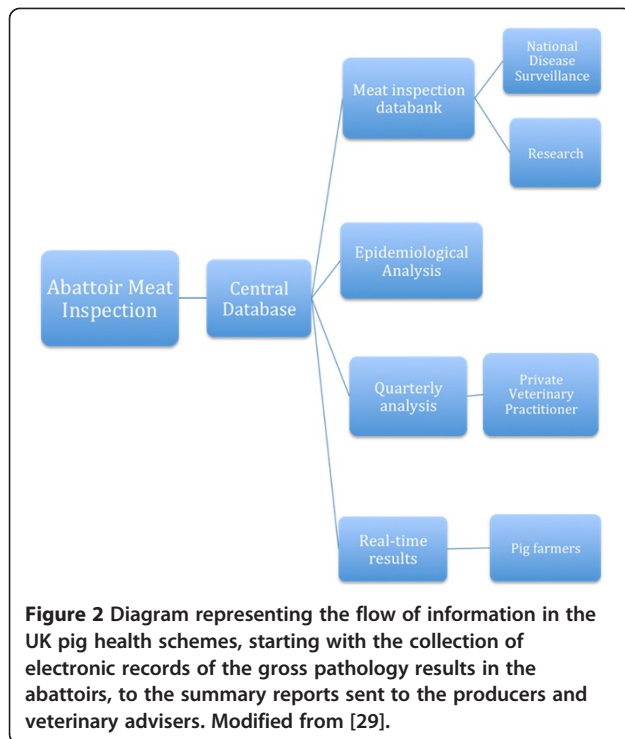 National
Disease
Surveillance
Meat inspection
databank
Research
Epidemiological
Analysis
Abattoir Meat
Inspection
Central
Database
Quarterly
analysis
Private
Veterinary
Practitioner
Real-time
results
Pig farmers
Figure 2 Diagram representing the flow of information in the
UK pig health schemes, starting with the collection of
electronic records of the gross pathology results in the
abattoirs, to the summary reports sent to the producers and
veterinary advisers. Modified from [29].